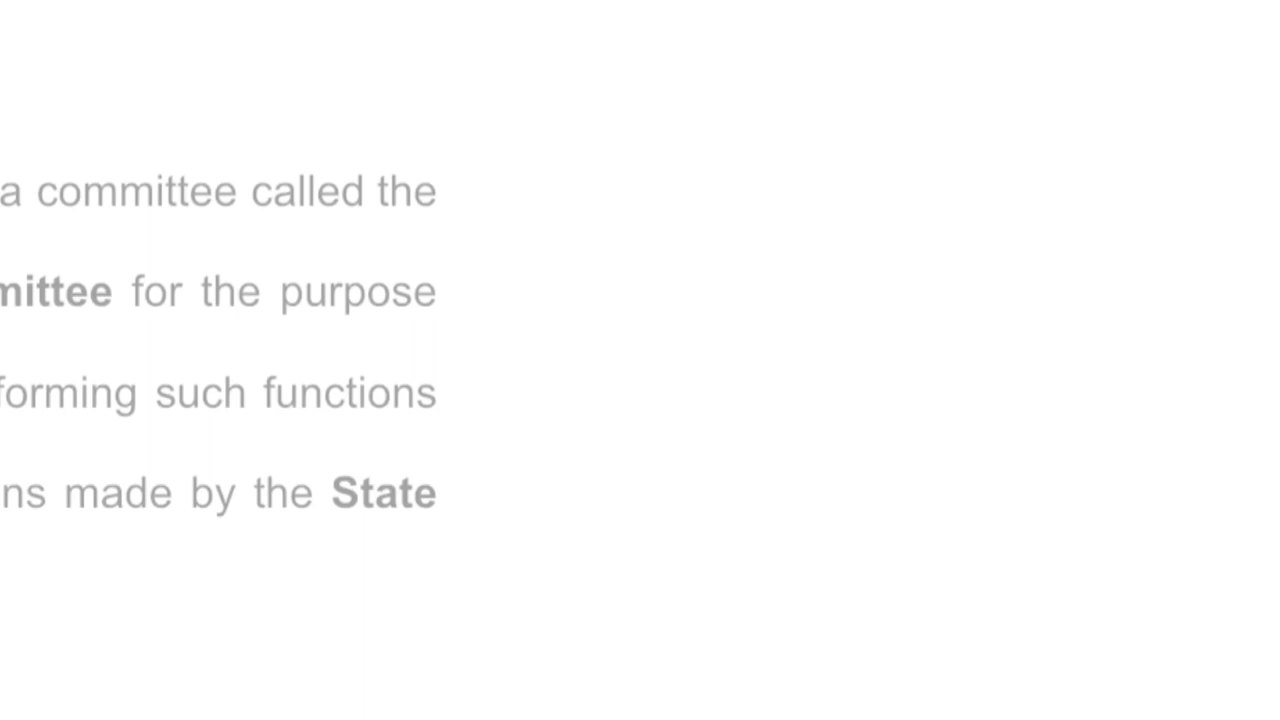 a committee called the
mittee for the purpose
forming such functions
ns made by the State